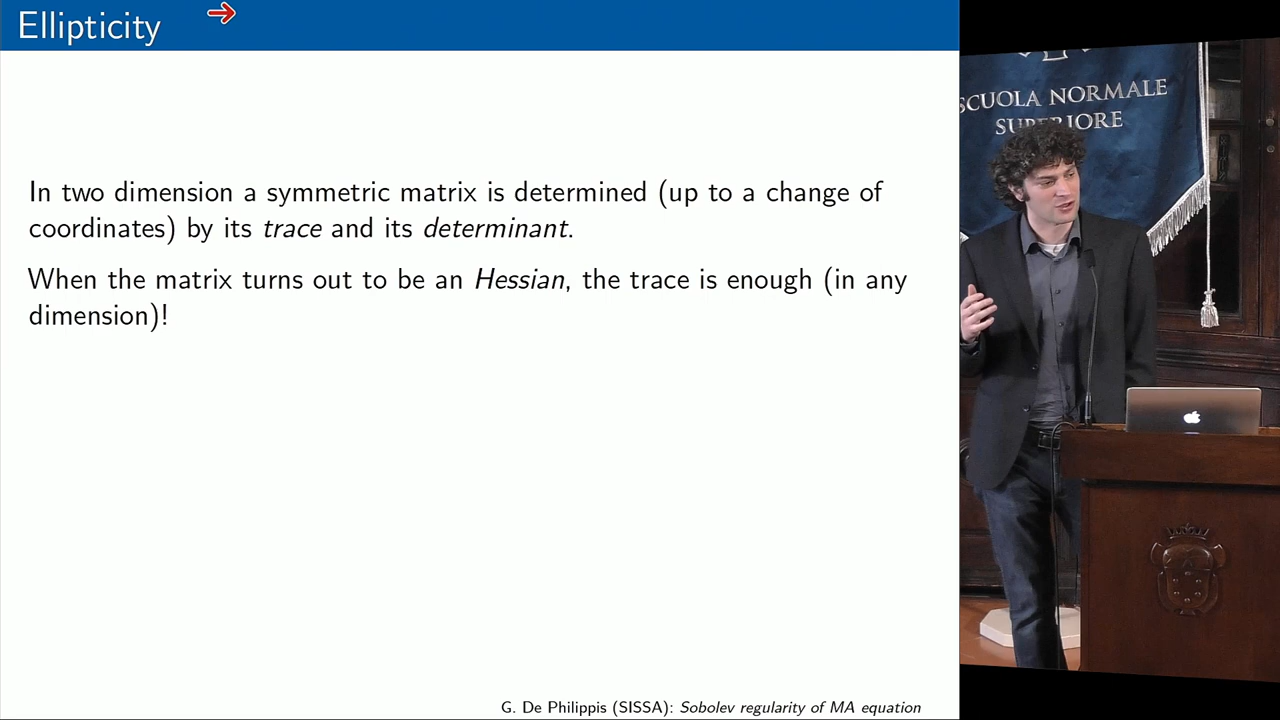 Ellipticity
In two dimension a symmetric matrix is determined (up to a change of
coordinates) by its trace and its determinant.
When the matrix turns out to be an Hessian, the trace is enough (in any
dimension)!
G. De Philippis (SISSA): Sobolev regularity of MA equation
SCUOLA NORMALE
SUPERIORE